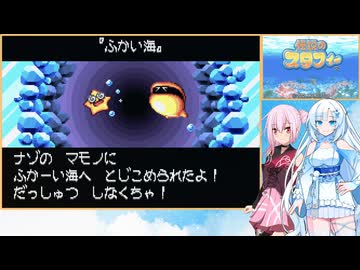 『ふかい海』
伝説の
スタフィー
ナゾの マモノに
ふかーい海へ とじこめられたよ！
だっしゅつ しなくちゃ！